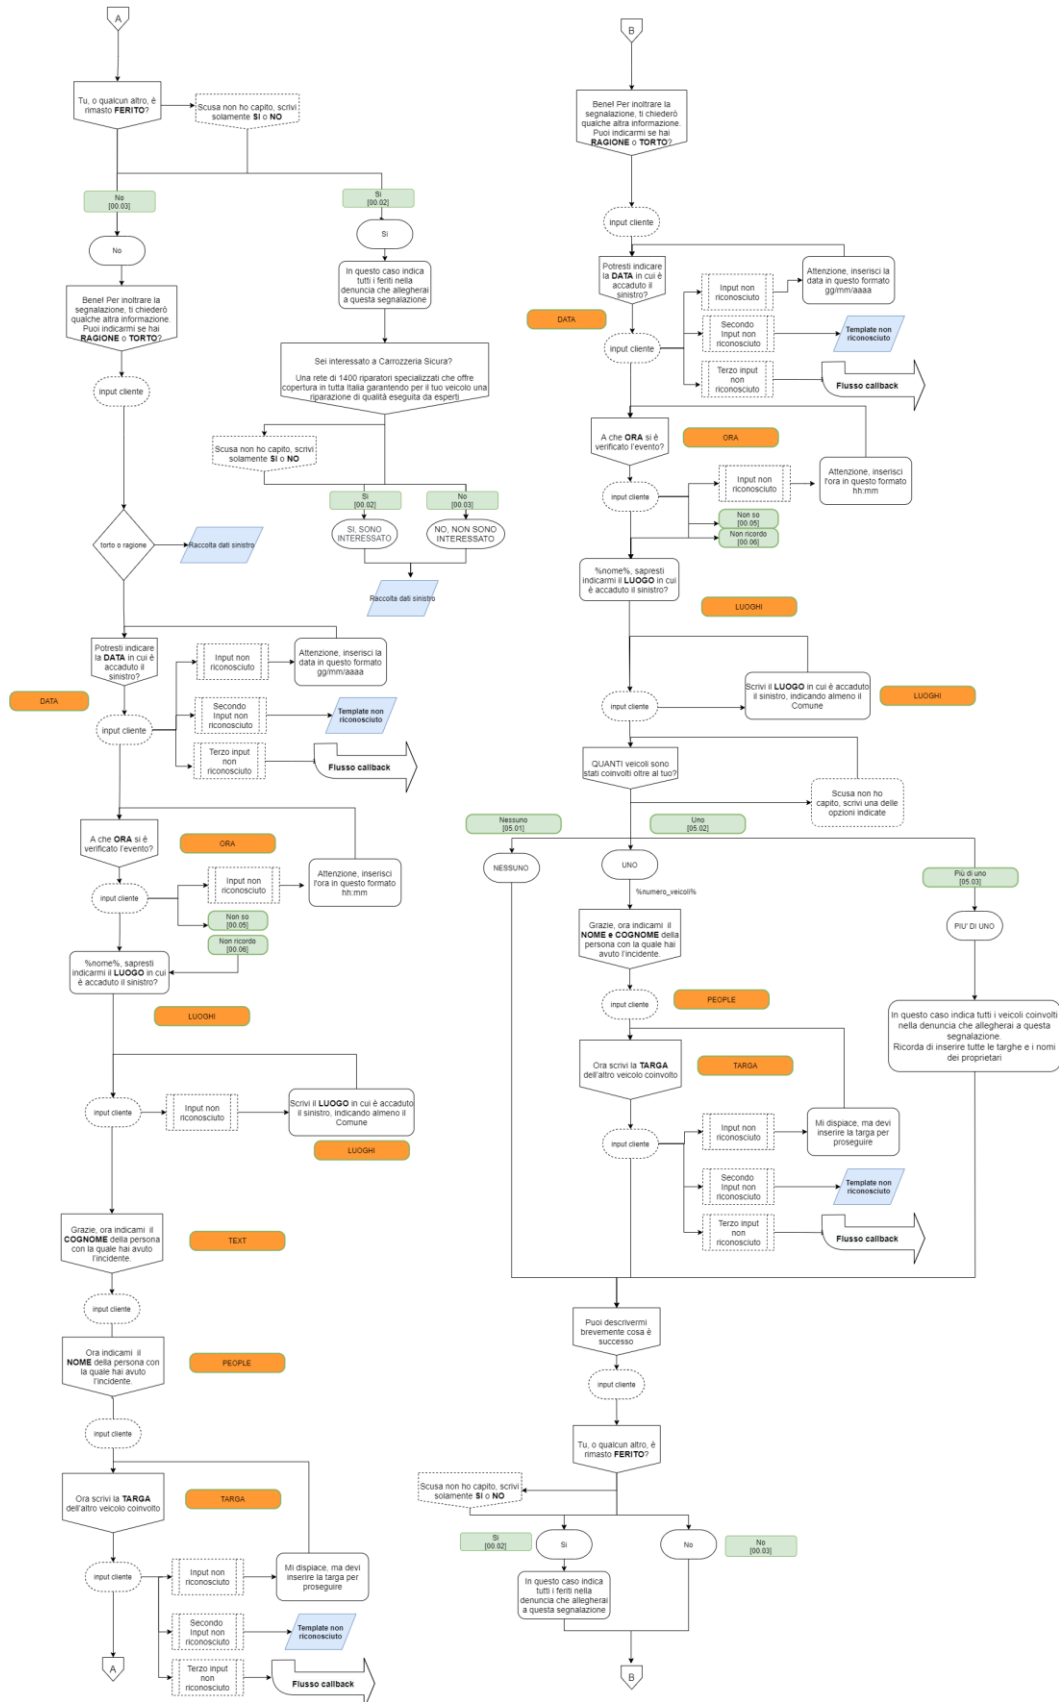 A
Tu, o qualcun altro, è
rimasto FERITO?
Scusa non ho capito, scrivi
solamente SI o NO
No
[00.03]
Si
[00.02]
No
Si
Bene! Per inoltrare la
segnalazione, ti chiederò
qualche altra informazione.
Puoi indicarmi se hai
RAGIONE o TORTO?
In questo caso indica
tutti i feriti nella
denuncia che allegherai
a questa segnalazione
input cliente
Sei interessato a Carrozzeria Sicura?
Una rete di 1400 riparatori specializzati che offre
copertura in tutta Italia garantendo per il tuo veicolo una
riparazione di qualità eseguita da esperti
Scusa non ho capito, scrivi
solamente SI o NO
Si
[00.02]
No
[00.03]
SI, SONO
INTERESSATO
NO, NON SONO
INTERESSATO
torto o ragione
Raccolta dati sinistro
Raccolta dati sinistro
Potresti indicare
la DATA in cui è
accaduto il
sinistro?
Input non
riconosciuto
Attenzione, inserisci la
data in questo formato
gg/mm/aaaa
DATA
input cliente
Secondo
Input non
riconosciuto
Template non
riconosciuto
Terzo input
non
riconosciuto
Flusso callback
A che ORA si è
verificato l'evento?
ORA
input cliente
Input non
riconosciuto
Attenzione, inserisci
l'ora in questo formato
hh:mm
Non so
[00.05]
Non ricordo
[00.06]
%nome%, sapresti
indicarmi il LUOGO in cui
è accaduto il sinistro?
LUOGHI
input cliente
Input non
riconosciuto
Scrivi il LUOGO in cui è accaduto
il sinistro, indicando almeno il
Comune
LUOGHI
Grazie, ora indicami il
COGNOME della persona
con la quale hai avuto
l'incidente.
TEXT
input cliente
Ora indicami il
NOME della persona con
la quale hai avuto
l'incidente.
PEOPLE
input cliente
Ora scrivi la TARGA
dell'altro veicolo coinvolto
TARGA
input cliente
Input non
riconosciuto
Mi dispiace, ma devi
inserire la targa per
proseguire
Secondo
Input non
riconosciuto
Template non
riconosciuto
Terzo input
non
riconosciuto
Flusso callback
A
B
Bene! Per inoltrare la
segnalazione, ti chiederò
qualche altra informazione.
Puoi indicarmi se hai
RAGIONE o TORTO?
input cliente
Potresti indicare
la DATA in cui è
accaduto il
sinistro?
Input non
riconosciuto
Attenzione, inserisci la
data in questo formato
gg/mm/aaaa
DATA
input cliente
Secondo
Input non
riconosciuto
Template non
riconosciuto
Terzo input
non
riconosciuto
Flusso callback
A che ORA si è
verificato l'evento?
ORA
input cliente
Input non
riconosciuto
Attenzione, inserisci
l'ora in questo formato
hh:mm
Non so
[00.05]
Non ricordo
[00.06]
%nome%, sapresti
indicarmi il LUOGO in cui
è accaduto il sinistro?
LUOGHI
input cliente
Scrivi il LUOGO in cui è accaduto
il sinistro, indicando almeno il
Comune
LUOGHI
QUANTI veicoli sono
stati coinvolti oltre al tuo?
Scusa non ho
capito, scrivi una delle
opzioni indicate
Nessuno
[05.01]
Uno
[05.02]
NESSUNO
UNO
Più di uno
[05.03]
%numero_veicoli%
PIU' DI UNO
Grazie, ora indicami il
NOME e COGNOME della
persona con la quale hai
avuto l'incidente.
input cliente
PEOPLE
In questo caso indica tutti i veicoli coinvolti
nella denuncia che allegherai a questa
segnalazione.
Ricorda di inserire tutte le targhe e i nomi
dei proprietari
Ora scrivi la TARGA
dell'altro veicolo coinvolto
TARGA
input cliente
Input non
riconosciuto
Mi dispiace, ma devi
inserire la targa per
proseguire
Secondo
Input non
riconosciuto
Template non
riconosciuto
Terzo input
non
riconosciuto
Flusso callback
Puoi descrivermi
brevemente cosa è
successo
input cliente
Tu, o qualcun altro, è
rimasto FERITO?
Scusa non ho capito, scrivi
solamente SI o NO
Si
[00.02]
Si
No
No
[00.03]
In questo caso indica
tutti i feriti nella
denuncia che allegherai
a questa segnalazione
B